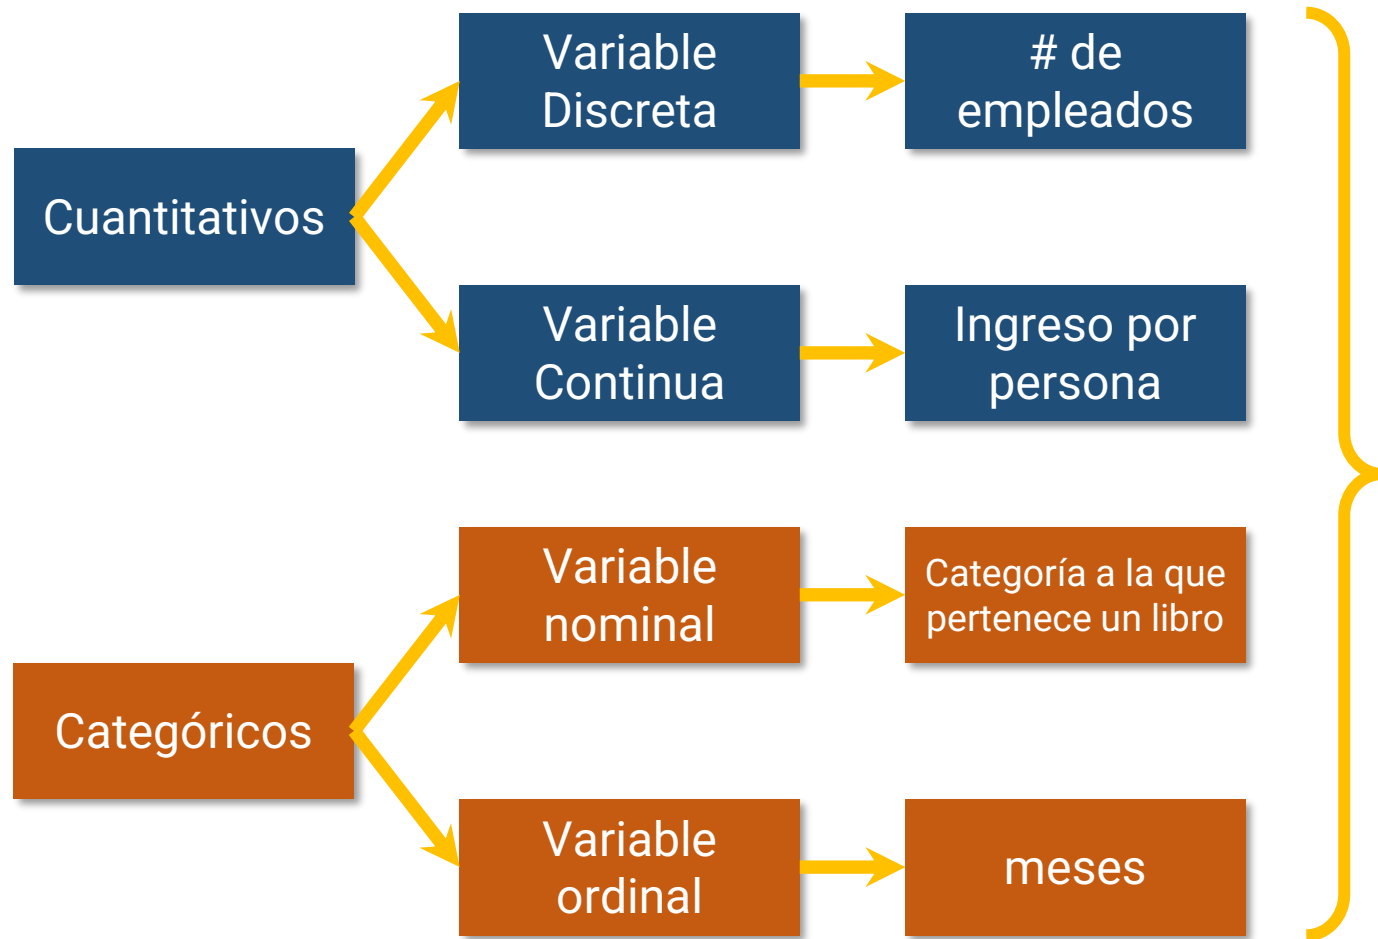 Cuantitativos
Variable
Discreta
# de
empleados
Variable
Continua
Ingreso por
persona
Categóricos
Variable
nominal
Categoría a la que
pertenece un libro
Variable
ordinal
meses